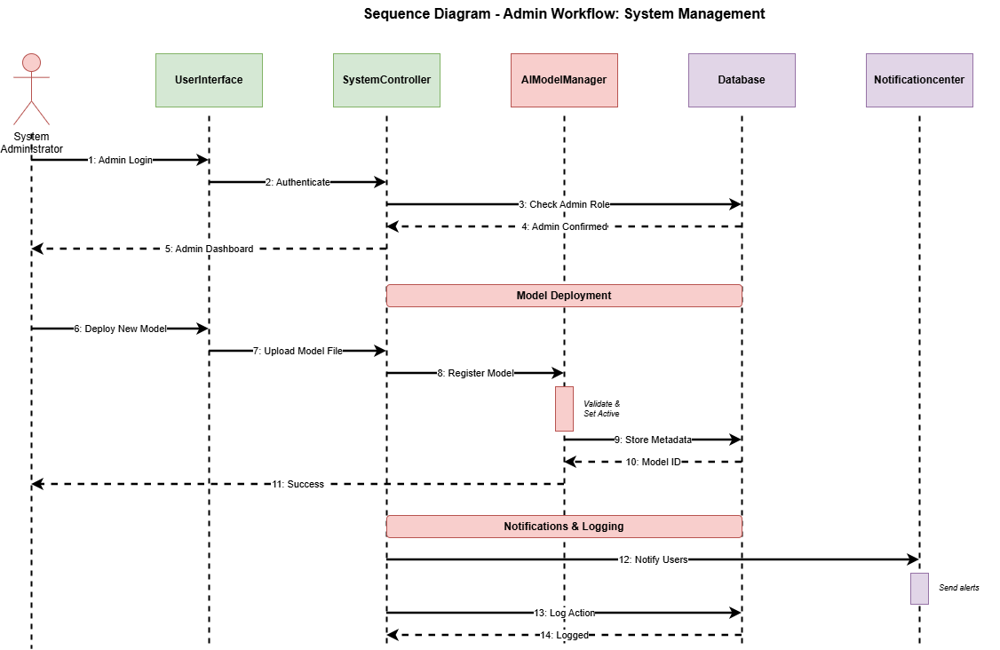 Sequence Diagram - Admin Workflow: System Management
UserInterface
SystemController
AIModelManager
Database
Notificationcenter
System
Administrator
1: Admin Login
2: Authenticate
3: Check Admin Role
4: Admin Confirmed
5: Admin Dashboard
Model Deployment
6: Deploy New Model
7: Upload Model File
8: Register Model
Validate &
Set Active
9: Store Metadata
10: Model ID
11: Success
Notifications & Logging
12: Notify Users
Send alerts
13: Log Action
14: Logged